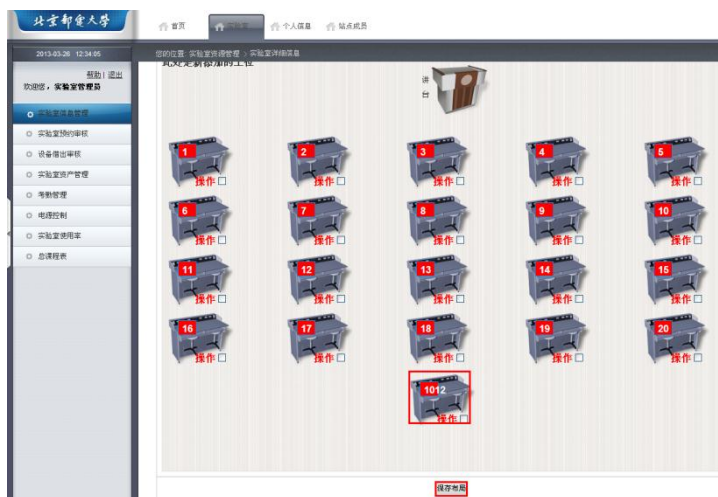 北京邮电大学
首页
实验室
个人信息
站点成员
2013-03-26 12:34:05
您的位置: 实验室资源管理 > 实验室详细信息
帮助 | 退出
欢迎您，实验室管理员
实验室信息管理
实验室预约审核
设备借出审核
实验室资产管理
考勤管理
电源控制
实验室使用率
总课程表
此处是新添加的工位
讲
台
1 操作
2 操作
3 操作
4 操作
5 操作
6 操作
7 操作
8 操作
9 操作
10 操作
11 操作
12 操作
13 操作
14 操作
15 操作
16 操作
17 操作
18 操作
19 操作
20 操作
1012 操作
保存布局